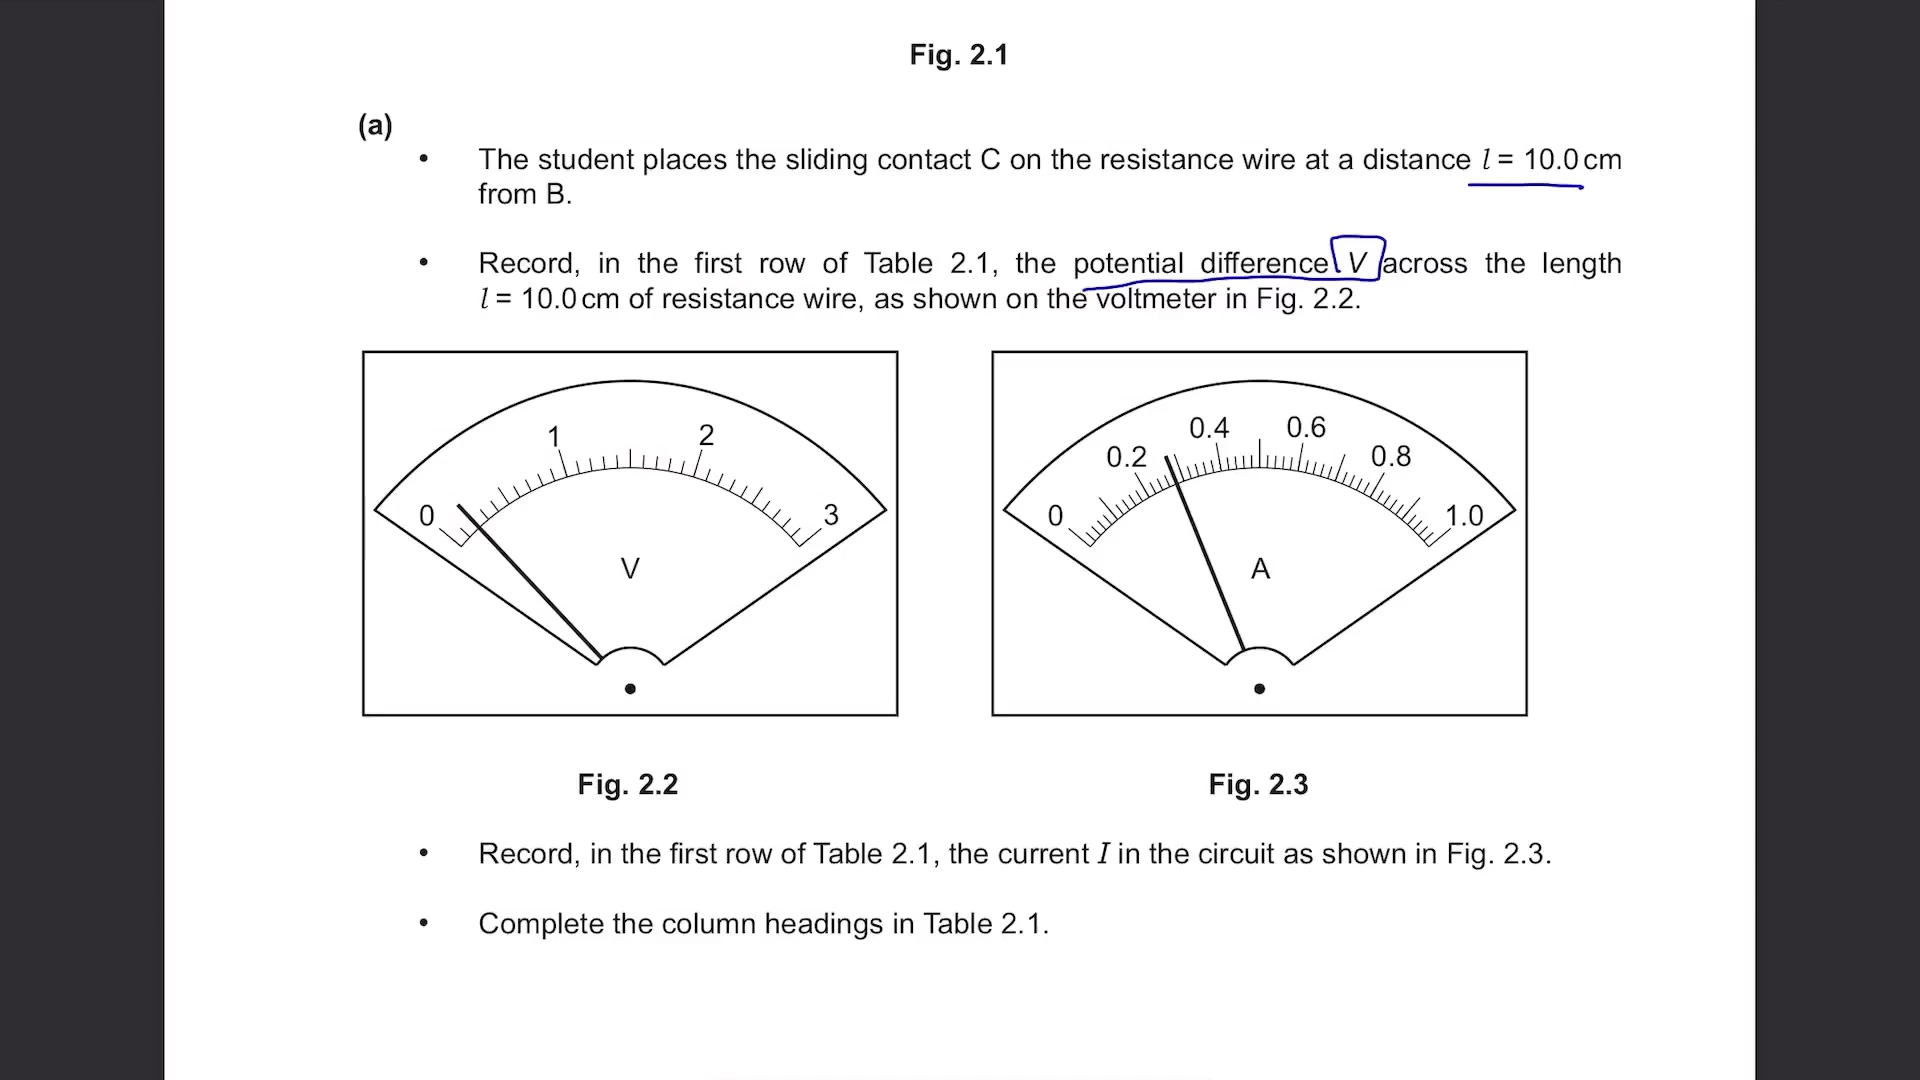 Fig. 2.1
(a)
• The student places the sliding contact C on the resistance wire at a distance l = 10.0 cm
from B.
• Record, in the first row of Table 2.1, the potential difference V across the length
l = 10.0 cm of resistance wire, as shown on the voltmeter in Fig. 2.2.
0 1 2 3
V
0 0.2 0.4 0.6 0.8 1.0
A
Fig. 2.2
Fig. 2.3
• Record, in the first row of Table 2.1, the current I in the circuit as shown in Fig. 2.3.
• Complete the column headings in Table 2.1.